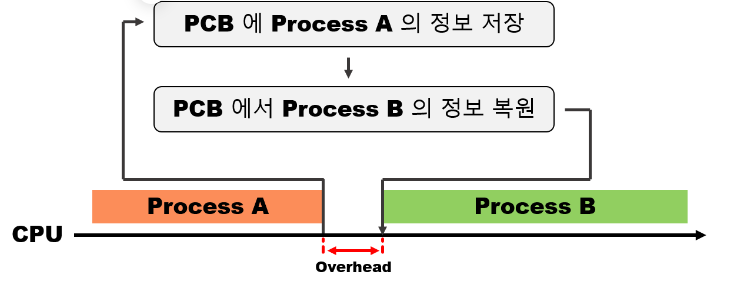 PCB 에 Process A 의 정보 저장
PCB 에서 Process B 의 정보 복원
Process A
Process B
CPU
Overhead